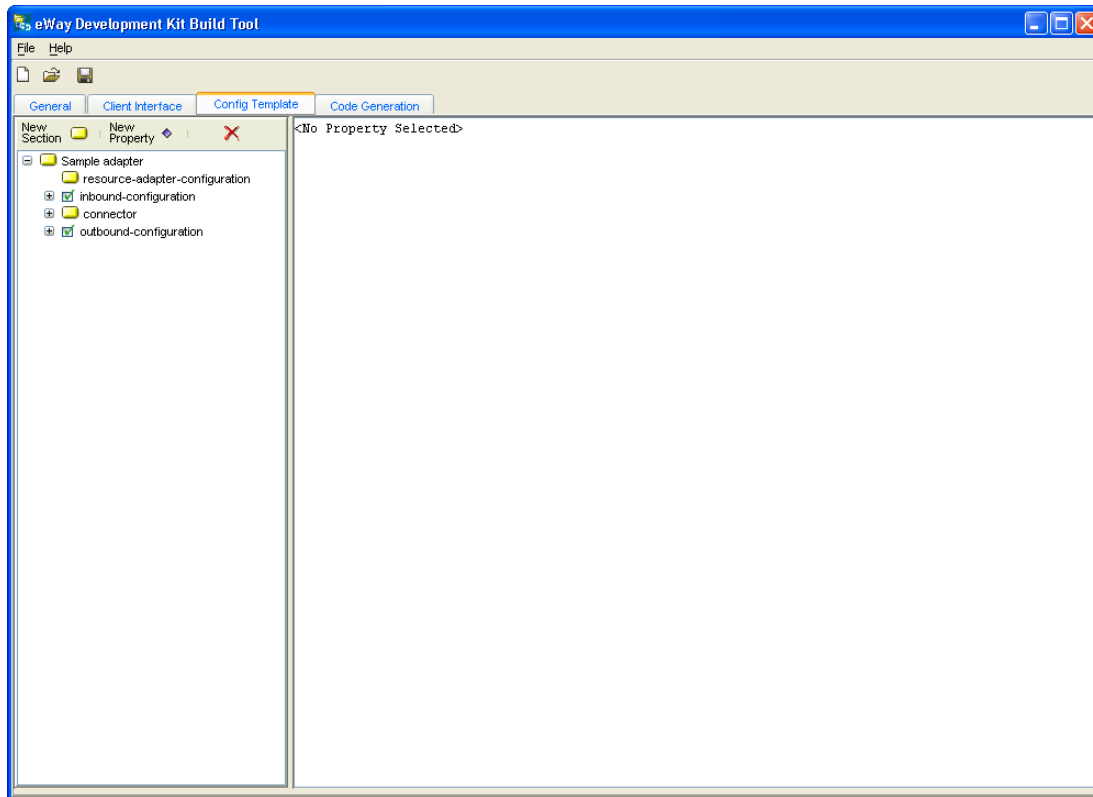 eWay Development Kit Build Tool
File Help
General Client Interface Config Template Code Generation
New Section New Property
<No Property Selected>
Sample adapter
resource-adapter-configuration
inbound-configuration
connector
outbound-configuration